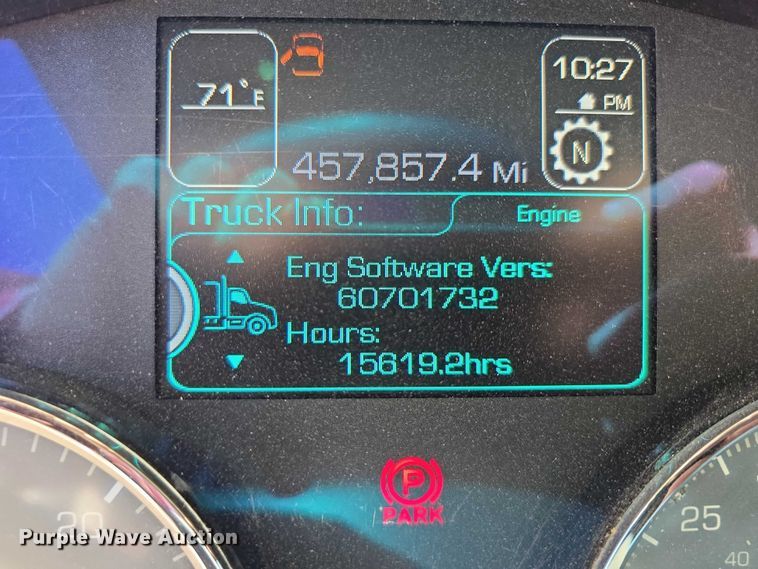 71°F
10:27
PM
N
457,857.4 Mi
Truck Info:
Engine
Eng Software Vers:
60701732
Hours:
15619.2hrs
P
PARK
20
25
40
Purple Wave Auction